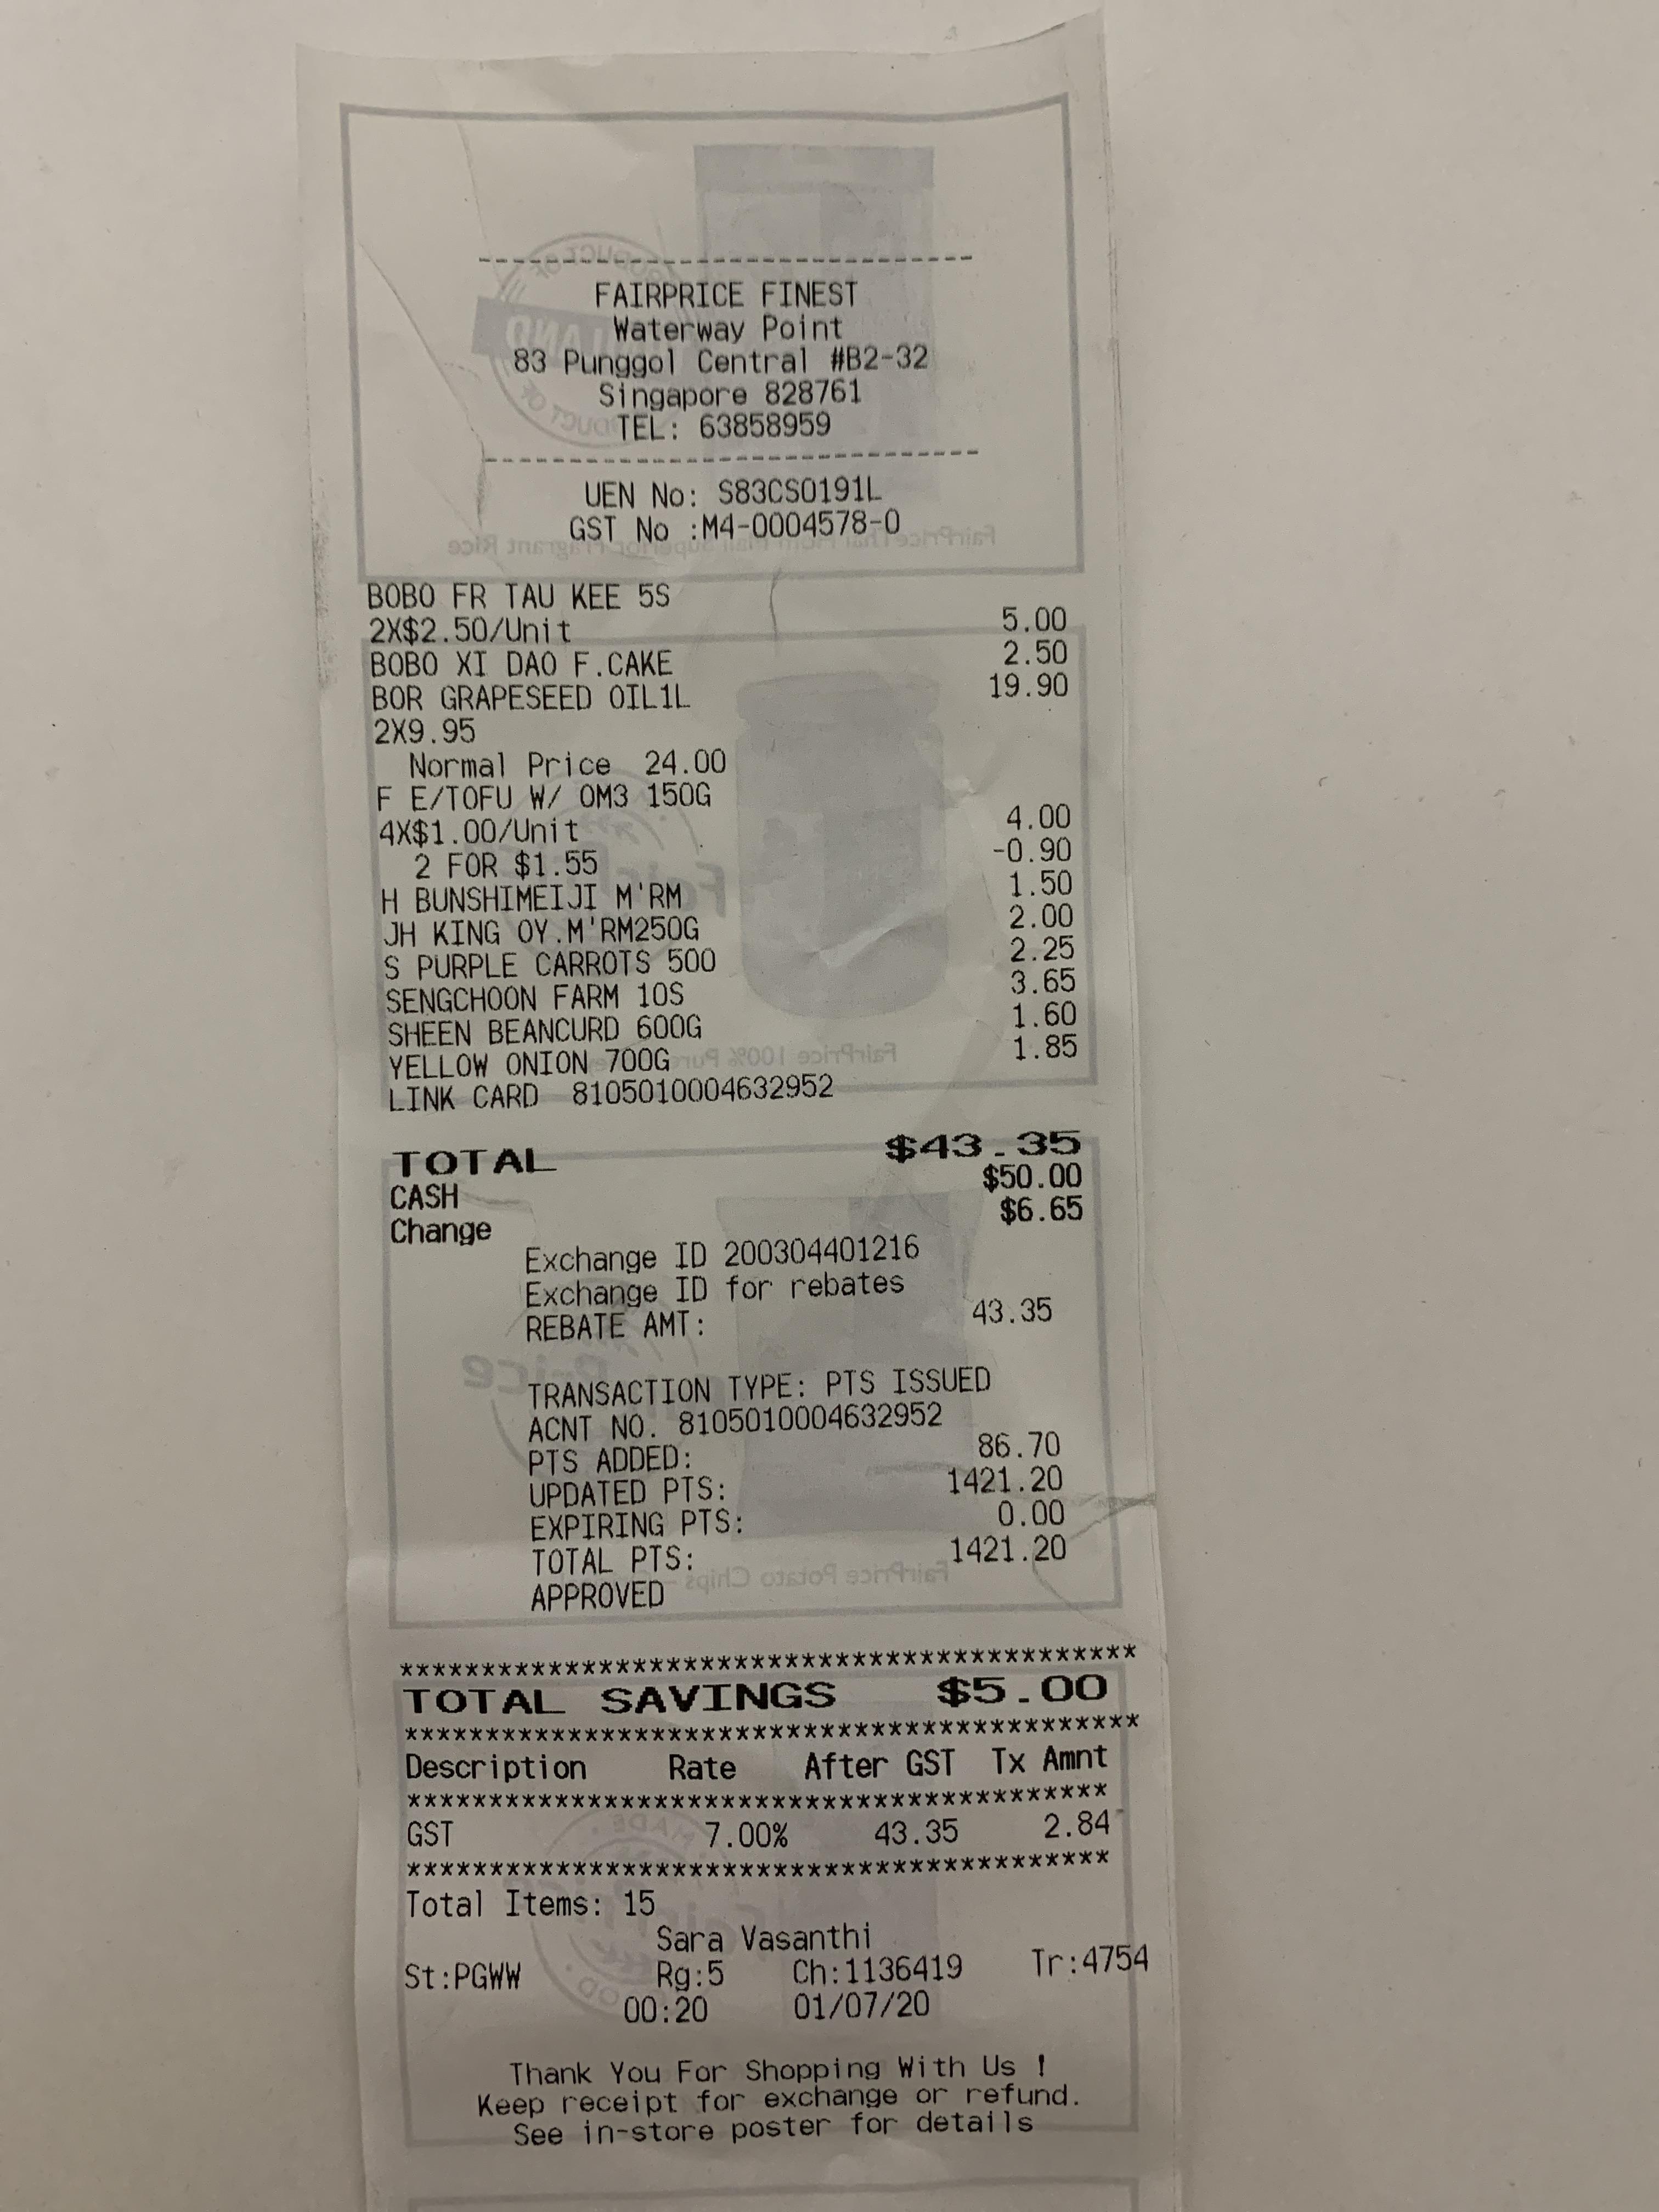 ------------------------------
FAIRPRICE FINEST
Waterway Point
83 Punggol Central #B2-32
Singapore 828761
TEL: 63858959
------------------------------
UEN No: S83CS0191L
GST No :M4-0004578-0
BOBO FR TAU KEE 5S
2X$2.50/Unit 5.00
BOBO XI DAO F.CAKE 2.50
BOR GRAPESEED OIL1L 19.90
2X9.95
Normal Price 24.00
F E/TOFU W/ OM3 150G
4X$1.00/Unit 4.00
2 FOR $1.55 -0.90
H BUNSHIMEIJI M'RM 1.50
JH KING OY.M'RM250G 2.00
S PURPLE CARROTS 500 2.25
SENGCHOON FARM 10S 3.65
SHEEN BEANCURD 600G 1.60
YELLOW ONION 700G 1.85
LINK CARD 8105010004632952
TOTAL $43.35
CASH $50.00
Change $6.65
Exchange ID 200304401216
Exchange ID for rebates
REBATE AMT: 43.35
TRANSACTION TYPE: PTS ISSUED
ACNT NO. 8105010004632952
PTS ADDED: 86.70
UPDATED PTS: 1421.20
EXPIRING PTS: 0.00
TOTAL PTS: 1421.20
APPROVED
********************************************
TOTAL SAVINGS $5.00
********************************************
Description Rate After GST Tx Amnt
******************************************
GST 7.00% 43.35 2.84
******************************************
Total Items: 15
Sara Vasanthi
St:PGWW Rg:5 Ch:1136419 Tr:4754
00:20 01/07/20
Thank You For Shopping With Us !
Keep receipt for exchange or refund.
See in-store poster for details